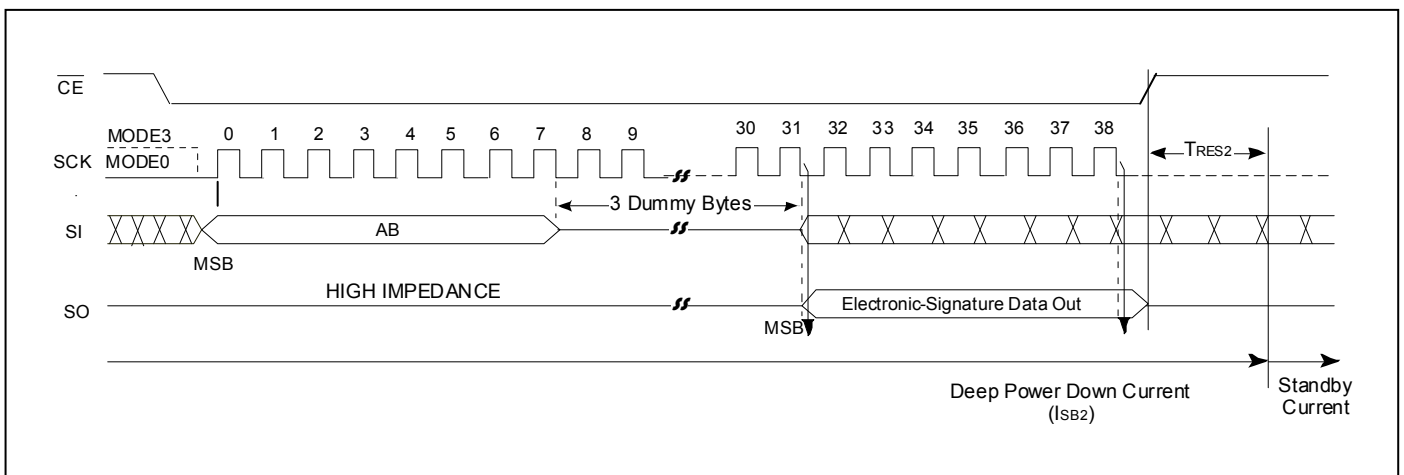 CE
MODE3
0 1 2 3 4 5 6 7 8 9 30 31 32 33 34 35 36 37 38
SCK MODE0
TRES2
3 Dummy Bytes
SI
AB
MSB
HIGH IMPEDANCE
SO
Electronic-Signature Data Out
MSB
Deep Power Down Current
(ISB2)
Standby
Current